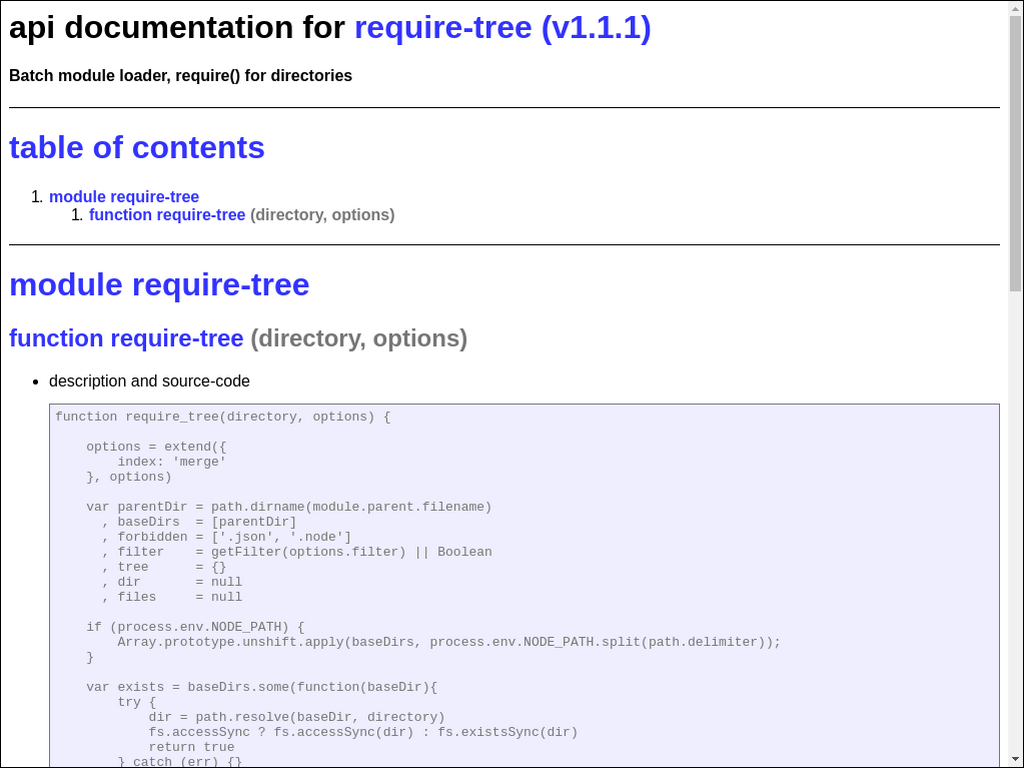 api documentation for require-tree (v1.1.1)
Batch module loader, require() for directories
table of contents
1. module require-tree
1. function require-tree (directory, options)
module require-tree
function require-tree (directory, options)
• description and source-code
function require_tree(directory, options) {
    options = extend({
        index: 'merge'
    }, options)
    var parentDir = path.dirname(module.parent.filename)
      , baseDirs  = [parentDir]
      , forbidden = ['.json', '.node']
      , filter    = getFilter(options.filter) || Boolean
      , tree      = {}
      , dir       = null
      , files     = null
    if (process.env.NODE_PATH) {
        Array.prototype.unshift.apply(baseDirs, process.env.NODE_PATH.split(path.delimiter));
    }
    var exists = baseDirs.some(function(baseDir){
        try {
            dir = path.resolve(baseDir, directory)
            fs.accessSync ? fs.accessSync(dir) : fs.existsSync(dir)
            return true
        } catch (err) {}